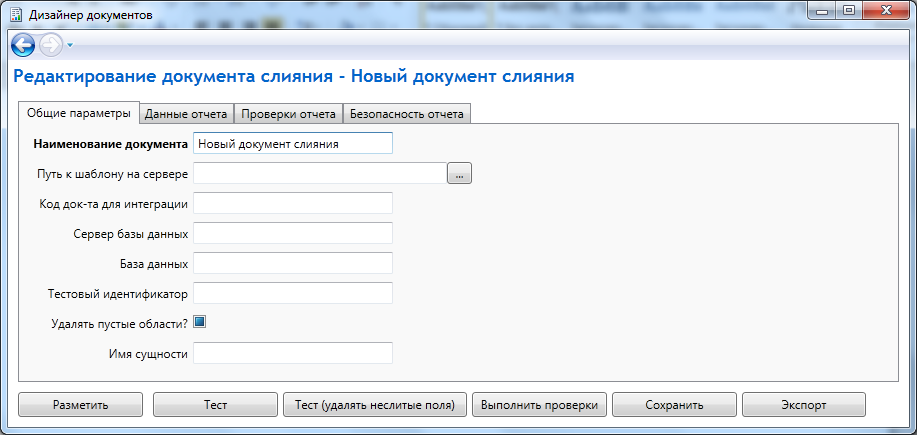 Дизайнер документов
Редактирование документа слияния - Новый документ слияния
Общие параметры Данные отчета Проверки отчета Безопасность отчета
Наименование документа Новый документ слияния
Путь к шаблону на сервере ...
Код док-та для интеграции
Сервер базы данных
База данных
Тестовый идентификатор
Удалять пустые области?
Имя сущности
Разметить Тест Тест (удалять неслитые поля) Выполнить проверки Сохранить Экспорт